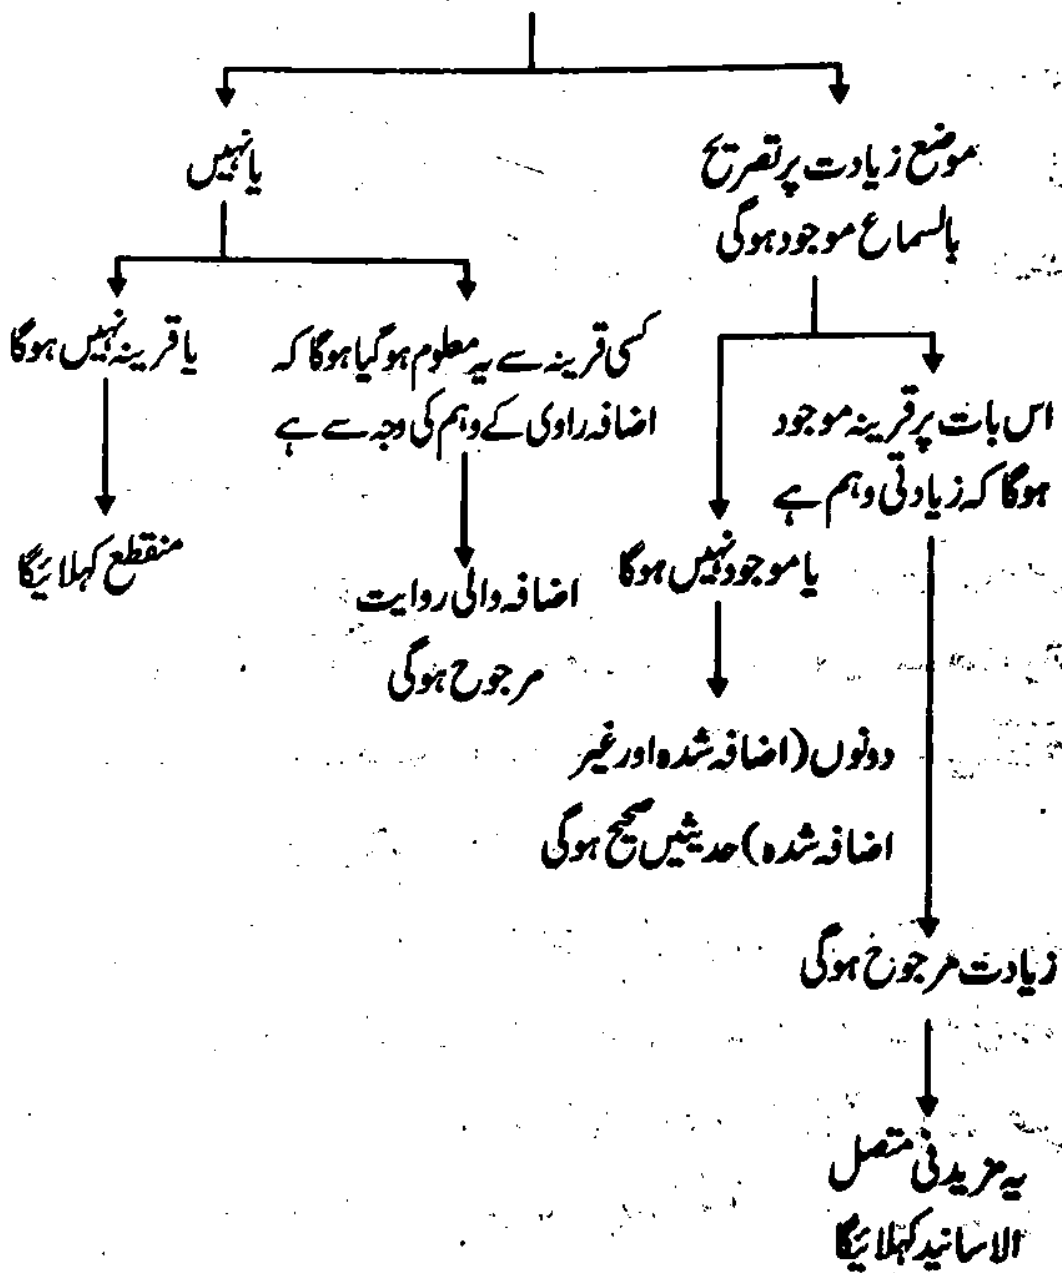 موضع زیادت پر تصریح
بالسماع موجود ہوگی
یا نہیں
اس بات پر قرینہ موجود
ہوگا کہ زیادتی وہم ہے
یا موجود نہیں ہوگا
کسی قرینہ سے یہ معلوم ہوگیا ہوگا کہ
اضافہ راوی کے وہم کی وجہ سے ہے
یا قرینہ نہیں ہوگا
دونوں (اضافہ شدہ اور غیر
اضافہ شدہ) حدیثیں صحیح ہوگی
اضافہ والی روایت
مرجوح ہوگی
منقطع کہلائیگا
زیادت مرجوح ہوگی
یہ مزید فی متصل
الاسانید کہلائیگا